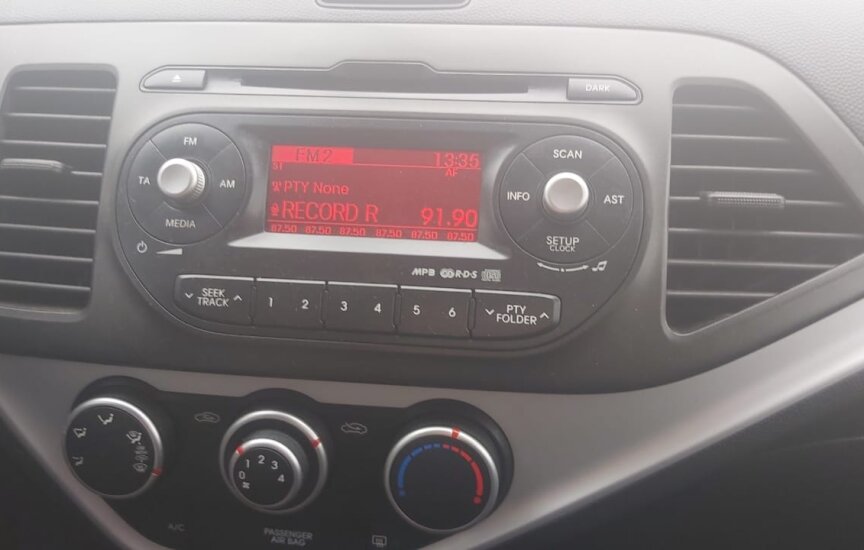 DARK
FM
TA
AM
MEDIA
FM2 13:35
ST AF
PTY None
RECORD R 91.90
87.50 87.50 87.50 87.50 87.50 87.50
SCAN
INFO
AST
SETUP
CLOCK
MP3 R·D·S
SEEK
TRACK
1 2 3 4 5 6
PTY
FOLDER
0 1 2 3 4
A/C
PASSENGER
AIR BAG